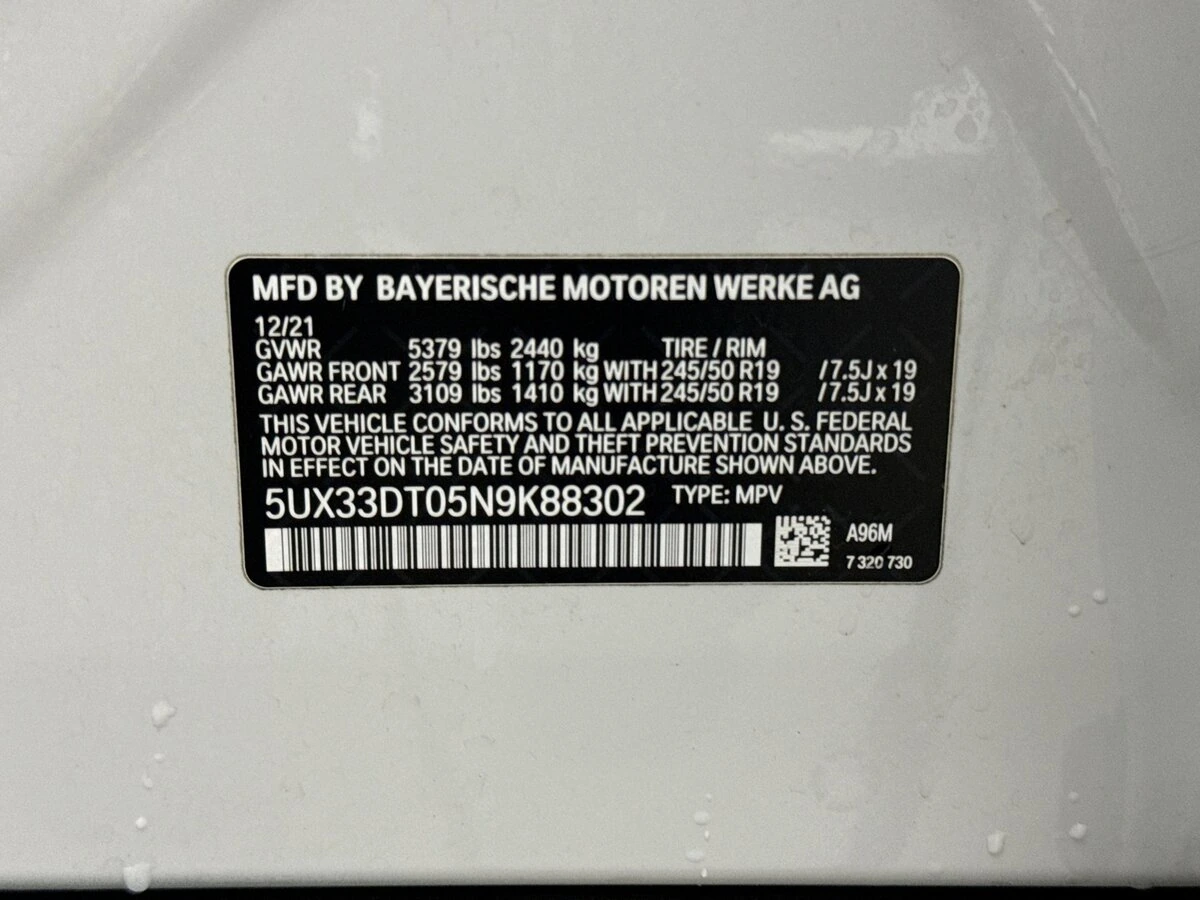 MFD BY BAYERISCHE MOTOREN WERKE AG
12/21
GVWR 5379 lbs 2440 kg TIRE / RIM
GAWR FRONT 2579 lbs 1170 kg WITH 245/50 R19 /7.5J x 19
GAWR REAR 3109 lbs 1410 kg WITH 245/50 R19 /7.5J x 19
THIS VEHICLE CONFORMS TO ALL APPLICABLE U. S. FEDERAL
MOTOR VEHICLE SAFETY AND THEFT PREVENTION STANDARDS
IN EFFECT ON THE DATE OF MANUFACTURE SHOWN ABOVE.
5UX33DT05N9K88302 TYPE: MPV
A96M
7 320 730